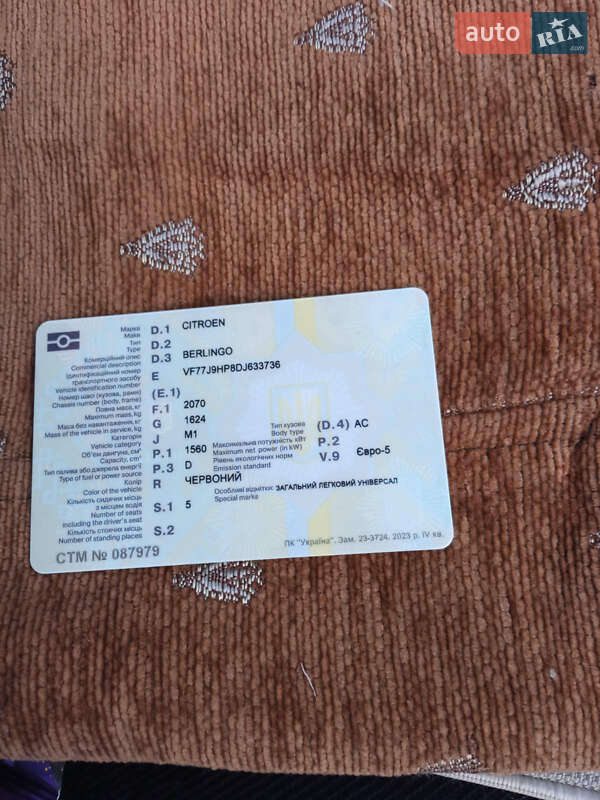 auto RIA.com
Марка D.1 CITROEN
Make
Тип D.2
Type
Комерційний опис D.3 BERLINGO
Commercial description
Ідентифікаційний номер E VF77J9HP8DJ633736
транспортного засобу
Vehicle identification number
Номер шасі (кузова, рами) (E.1)
Chassis number (body, frame)
Повна маса, кг F.1 2070
Maximum mass, kg
Маса без навантаження, кг G 1624
Mass of the vehicle in service, kg
Категорія J M1
Vehicle category
Тип кузова (D.4) AC
Body type
Об'єм двигуна, см³ P.1 1560
Capacity, cm³
Максимальна потужність кВт P.2
Maximum net. power (in kW)
Тип палива або джерела енергії P.3 D
Type of fuel or power source
Рівень екологічних норм V.9 Євро-5
Emission standard
Колір R ЧЕРВОНИЙ
Color of the vehicle
Особливі відмітки: ЗАГАЛЬНИЙ ЛЕГКОВИЙ УНІВЕРСАЛ
Special marks
Кількість сидячих місць S.1 5
з місцем водія
Number of seats
including the driver's seat
Кількість стоячих місць S.2
Number of standing places
СТМ № 087979
ПК "Україна". Зам. 23-3724. 2023 р. IV кв.